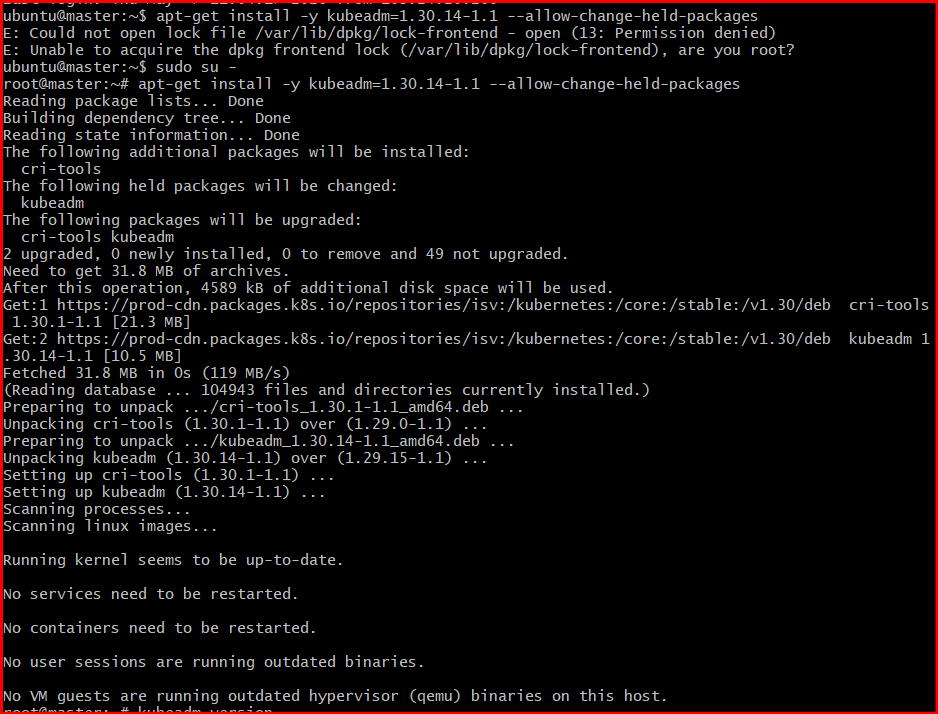 ubuntu@master:~$ apt-get install -y kubeadm=1.30.14-1.1 --allow-change-held-packages
E: Could not open lock file /var/lib/dpkg/lock-frontend - open (13: Permission denied)
E: Unable to acquire the dpkg frontend lock (/var/lib/dpkg/lock-frontend), are you root?
ubuntu@master:~$ sudo su -
root@master:~# apt-get install -y kubeadm=1.30.14-1.1 --allow-change-held-packages
Reading package lists... Done
Building dependency tree... Done
Reading state information... Done
The following additional packages will be installed:
  cri-tools
The following held packages will be changed:
  kubeadm
The following packages will be upgraded:
  cri-tools kubeadm
2 upgraded, 0 newly installed, 0 to remove and 49 not upgraded.
Need to get 31.8 MB of archives.
After this operation, 4589 kB of additional disk space will be used.
Get:1 https://prod-cdn.packages.k8s.io/repositories/isv:/kubernetes:/core:/stable:/v1.30/deb  cri-tools
 1.30.1-1.1 [21.3 MB]
Get:2 https://prod-cdn.packages.k8s.io/repositories/isv:/kubernetes:/core:/stable:/v1.30/deb  kubeadm 1
.30.14-1.1 [10.5 MB]
Fetched 31.8 MB in 0s (119 MB/s)
(Reading database ... 104943 files and directories currently installed.)
Preparing to unpack .../cri-tools_1.30.1-1.1_amd64.deb ...
Unpacking cri-tools (1.30.1-1.1) over (1.29.0-1.1) ...
Preparing to unpack .../kubeadm_1.30.14-1.1_amd64.deb ...
Unpacking kubeadm (1.30.14-1.1) over (1.29.15-1.1) ...
Setting up cri-tools (1.30.1-1.1) ...
Setting up kubeadm (1.30.14-1.1) ...
Scanning processes...
Scanning linux images...

Running kernel seems to be up-to-date.

No services need to be restarted.

No containers need to be restarted.

No user sessions are running outdated binaries.

No VM guests are running outdated hypervisor (qemu) binaries on this host.
root@master:~# kubeadm version